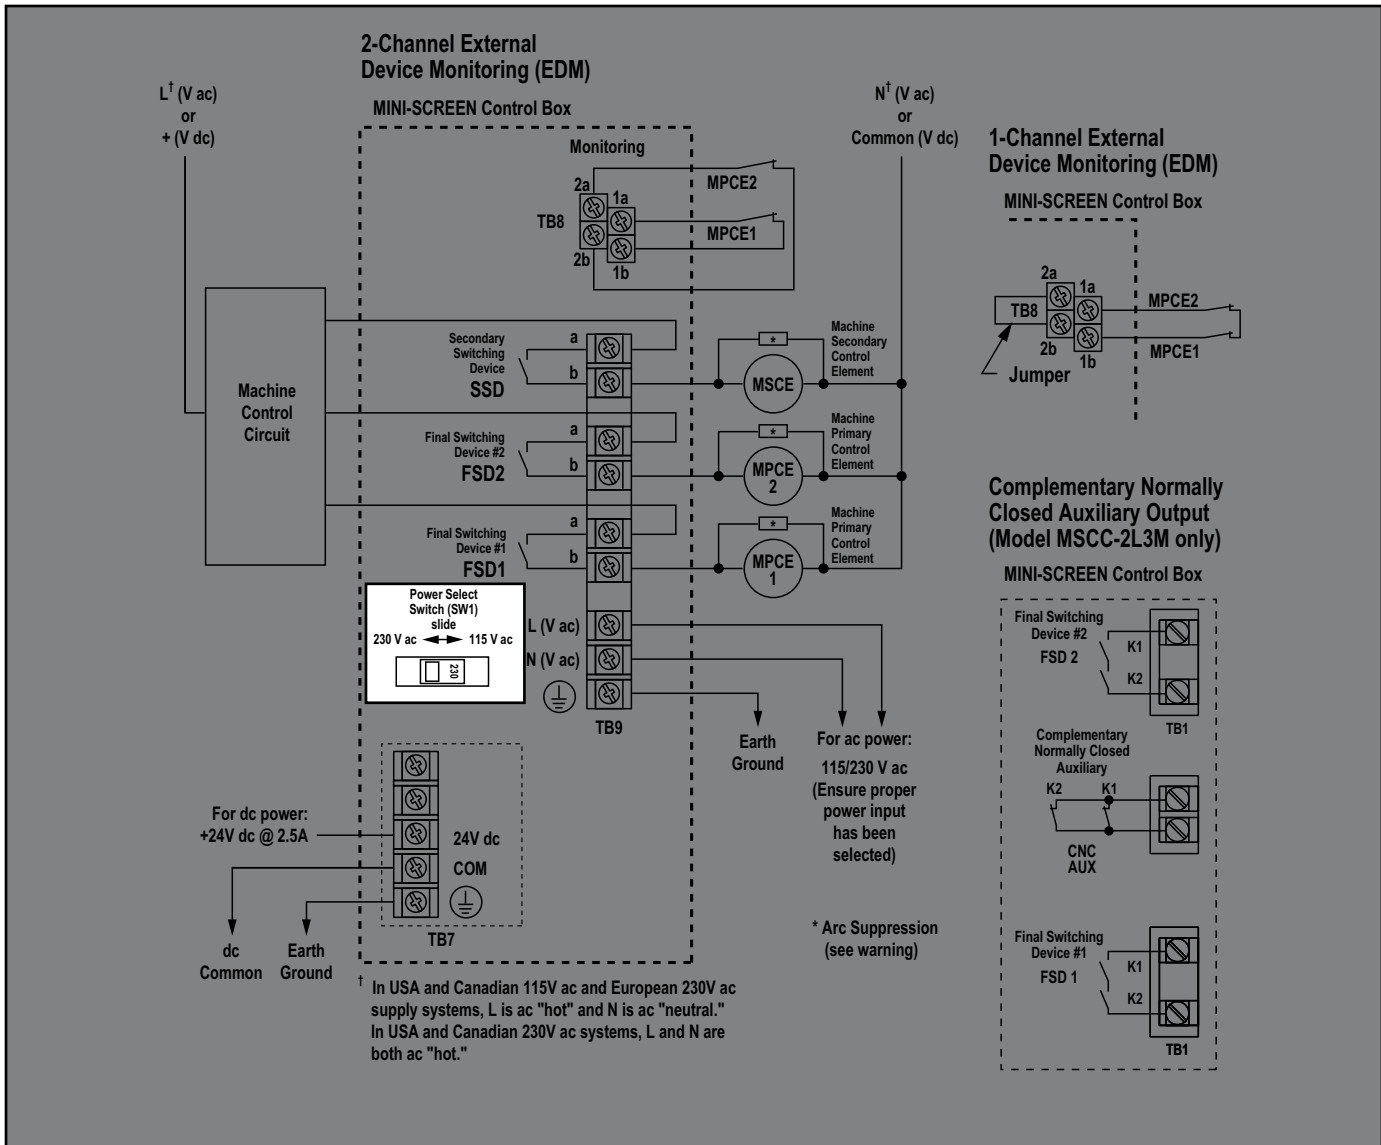 2-Channel External
Device Monitoring (EDM)
MINI-SCREEN Control Box
L† (V ac)
or
+ (V dc)
N† (V ac)
or
Common (V dc)
Monitoring
2a
1a
TB8
2b
1b
MPCE2
MPCE1
Machine
Control
Circuit
Secondary
Switching
Device
SSD
a
b
Machine
Secondary
Control
Element
*
MSCE
Final Switching
Device #2
FSD2
a
b
Machine
Primary
Control
Element
*
MPCE
2
Final Switching
Device #1
FSD1
a
b
Machine
Primary
Control
Element
*
MPCE
1
Power Select
Switch (SW1)
slide
230 V ac
115 V ac
230
L (V ac)
N (V ac)
TB9
Earth
Ground
For ac power:
115/230 V ac
(Ensure proper
power input
has been
selected)
For dc power:
+24V dc @ 2.5A
24V dc
COM
TB7
dc
Common
Earth
Ground
* Arc Suppression
(see warning)
† In USA and Canadian 115V ac and European 230V ac
supply systems, L is ac "hot" and N is ac "neutral."
In USA and Canadian 230V ac systems, L and N are
both ac "hot."
1-Channel External
Device Monitoring (EDM)
MINI-SCREEN Control Box
2a
1a
TB8
2b
1b
MPCE2
MPCE1
Jumper
Complementary Normally
Closed Auxiliary Output
(Model MSCC-2L3M only)
MINI-SCREEN Control Box
Final Switching
Device #2
FSD 2
K1
K2
TB1
Complementary
Normally Closed
Auxiliary
K2
K1
CNC
AUX
Final Switching
Device #1
FSD 1
K1
K2
TB1